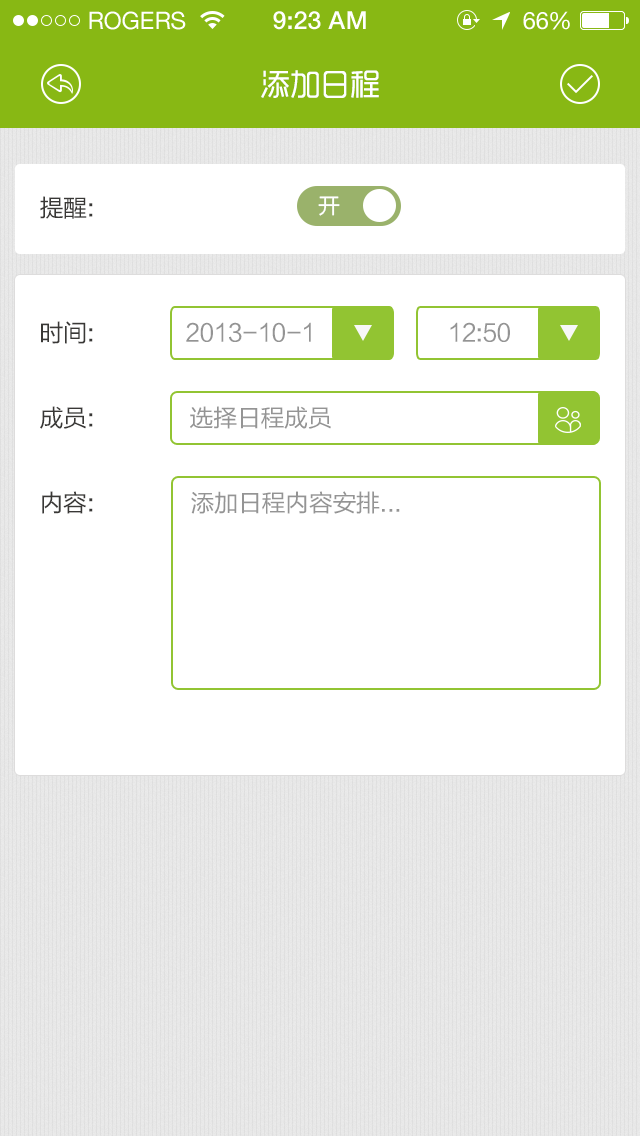 ROGERS 9:23 AM 66%
添加日程
提醒: 开
时间: 2013-10-1 12:50
成员: 选择日程成员
内容: 添加日程内容安排...